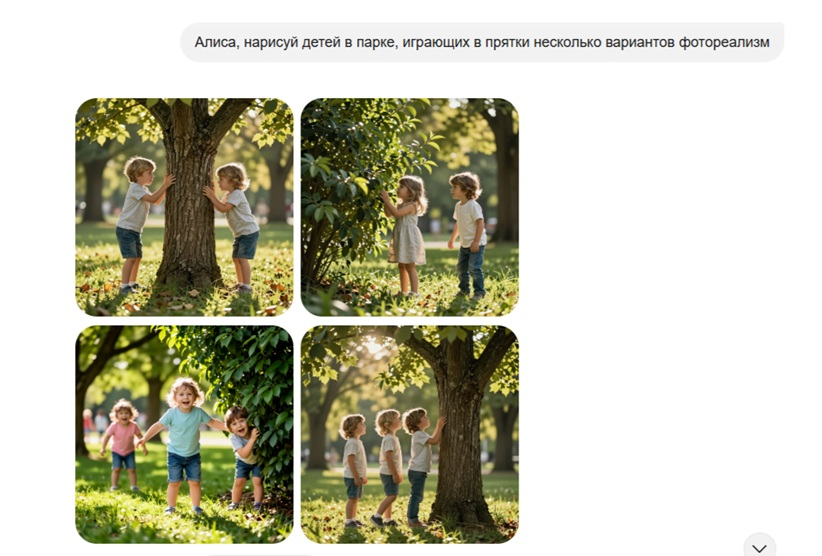 Алиса, нарисуй детей в парке, играющих в прятки несколько вариантов фотореализм